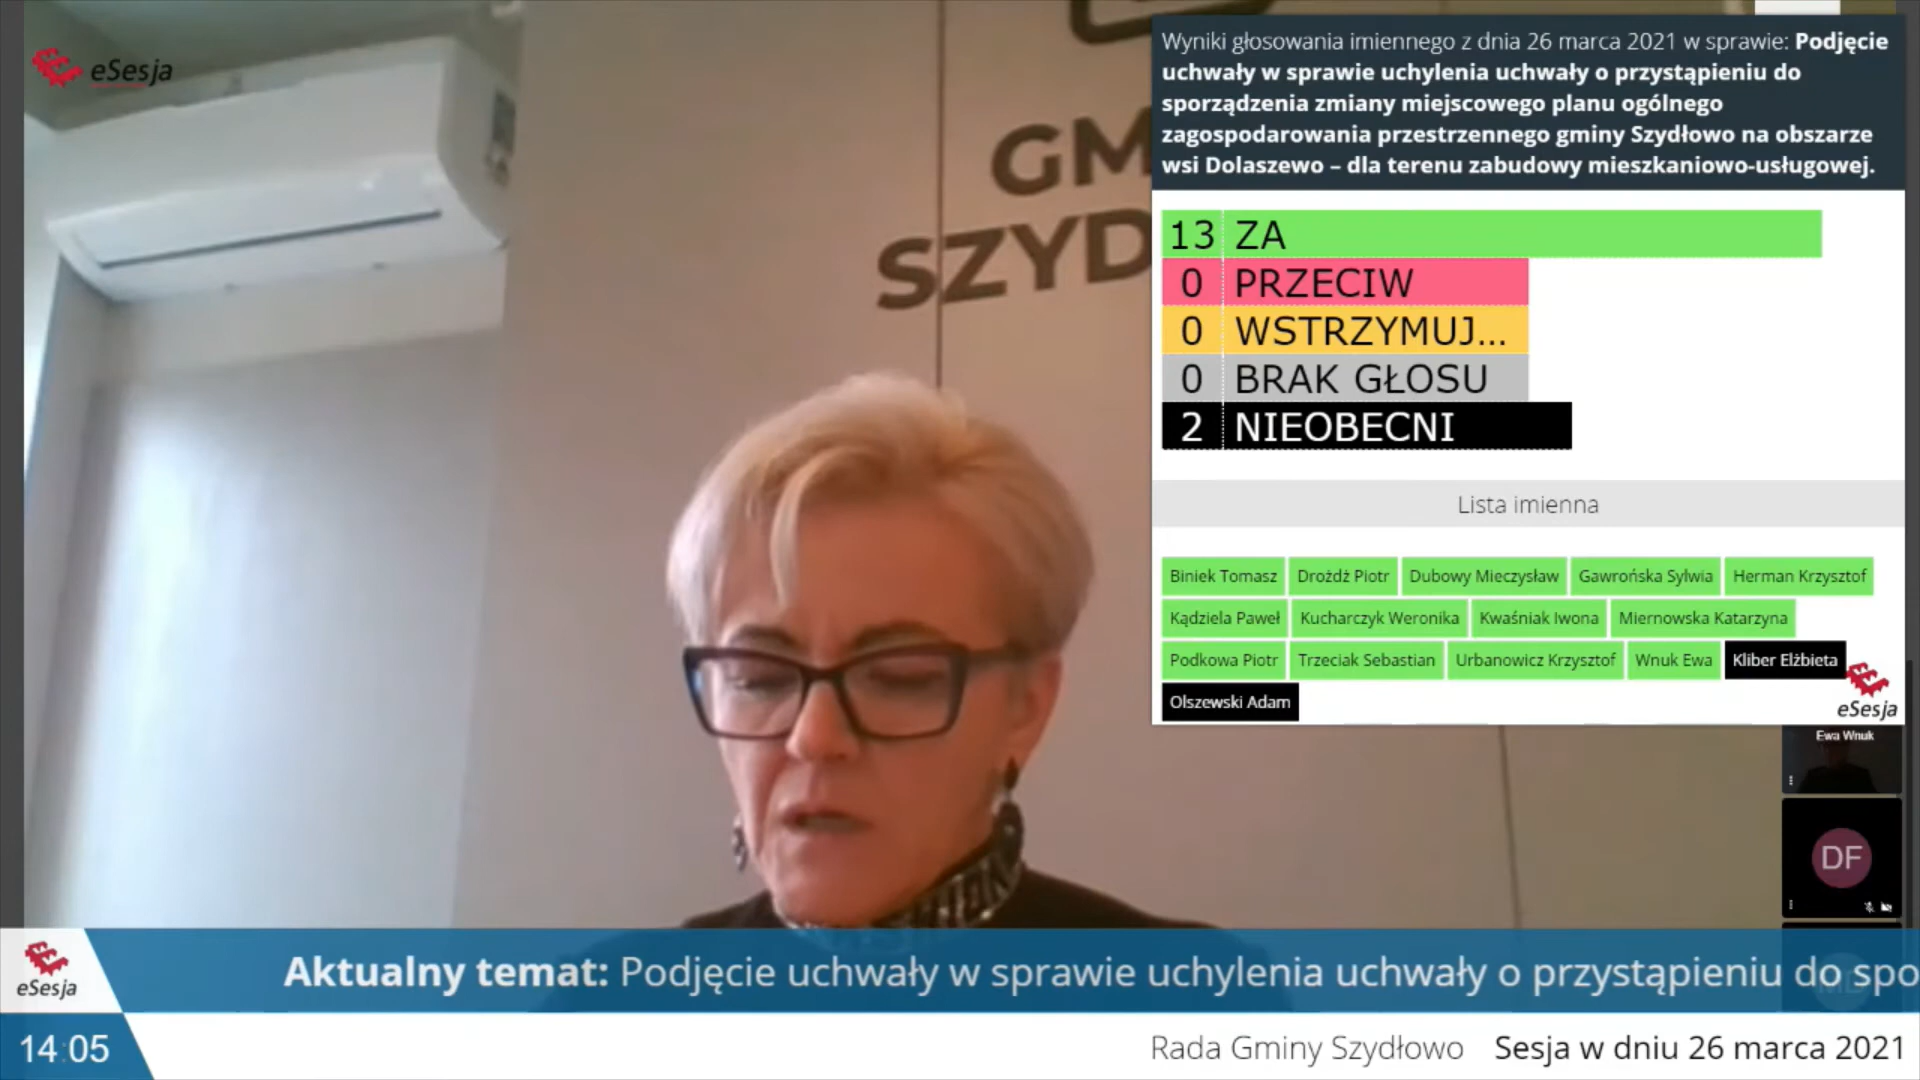 eSesja
GM
SZYD
Wyniki głosowania imiennego z dnia 26 marca 2021 w sprawie: Podjęcie
uchwały w sprawie uchylenia uchwały o przystąpieniu do
sporządzenia zmiany miejscowego planu ogólnego
zagospodarowania przestrzennego gminy Szydłowo na obszarze
wsi Dolaszewo – dla terenu zabudowy mieszkaniowo-usługowej.
13 ZA
0 PRZECIW
0 WSTRZYMUJ...
0 BRAK GŁOSU
2 NIEOBECNI
Lista imienna
Biniek Tomasz Drożdż Piotr Dubowy Mieczysław Gawrońska Sylwia Herman Krzysztof
Kądziela Paweł Kucharczyk Weronika Kwaśniak Iwona Miernowska Katarzyna
Podkowa Piotr Trzeciak Sebastian Urbanowicz Krzysztof Wnuk Ewa Kliber Elżbieta
Olszewski Adam
eSesja
Ewa Wnuk
DF
eSesja
Aktualny temat: Podjęcie uchwały w sprawie uchylenia uchwały o przystąpieniu do spo
14:05
Rada Gminy Szydłowo Sesja w dniu 26 marca 2021